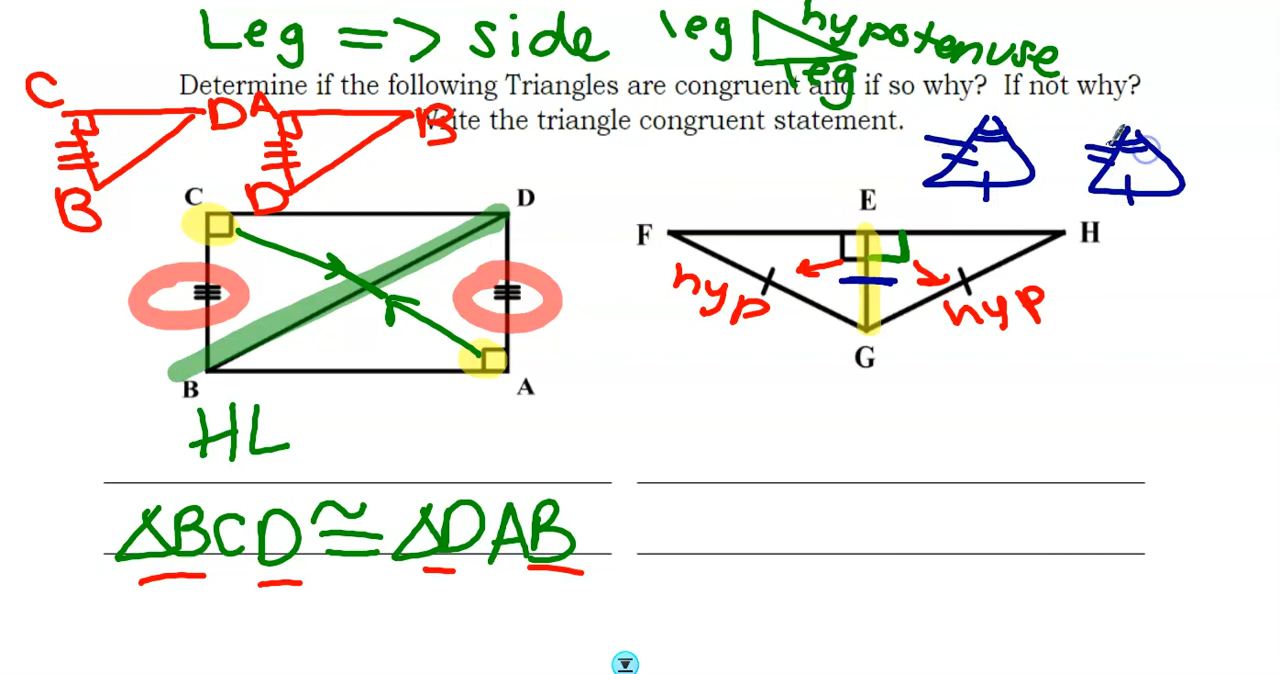 Leg => side leg hypotenuse
leg
Determine if the following Triangles are congruent and if so why? If not why?
Write the triangle congruent statement.
C D A B
B D
C D
B A
E
F H
hyp hyp
G
HL
△BCD ≅ △DAB